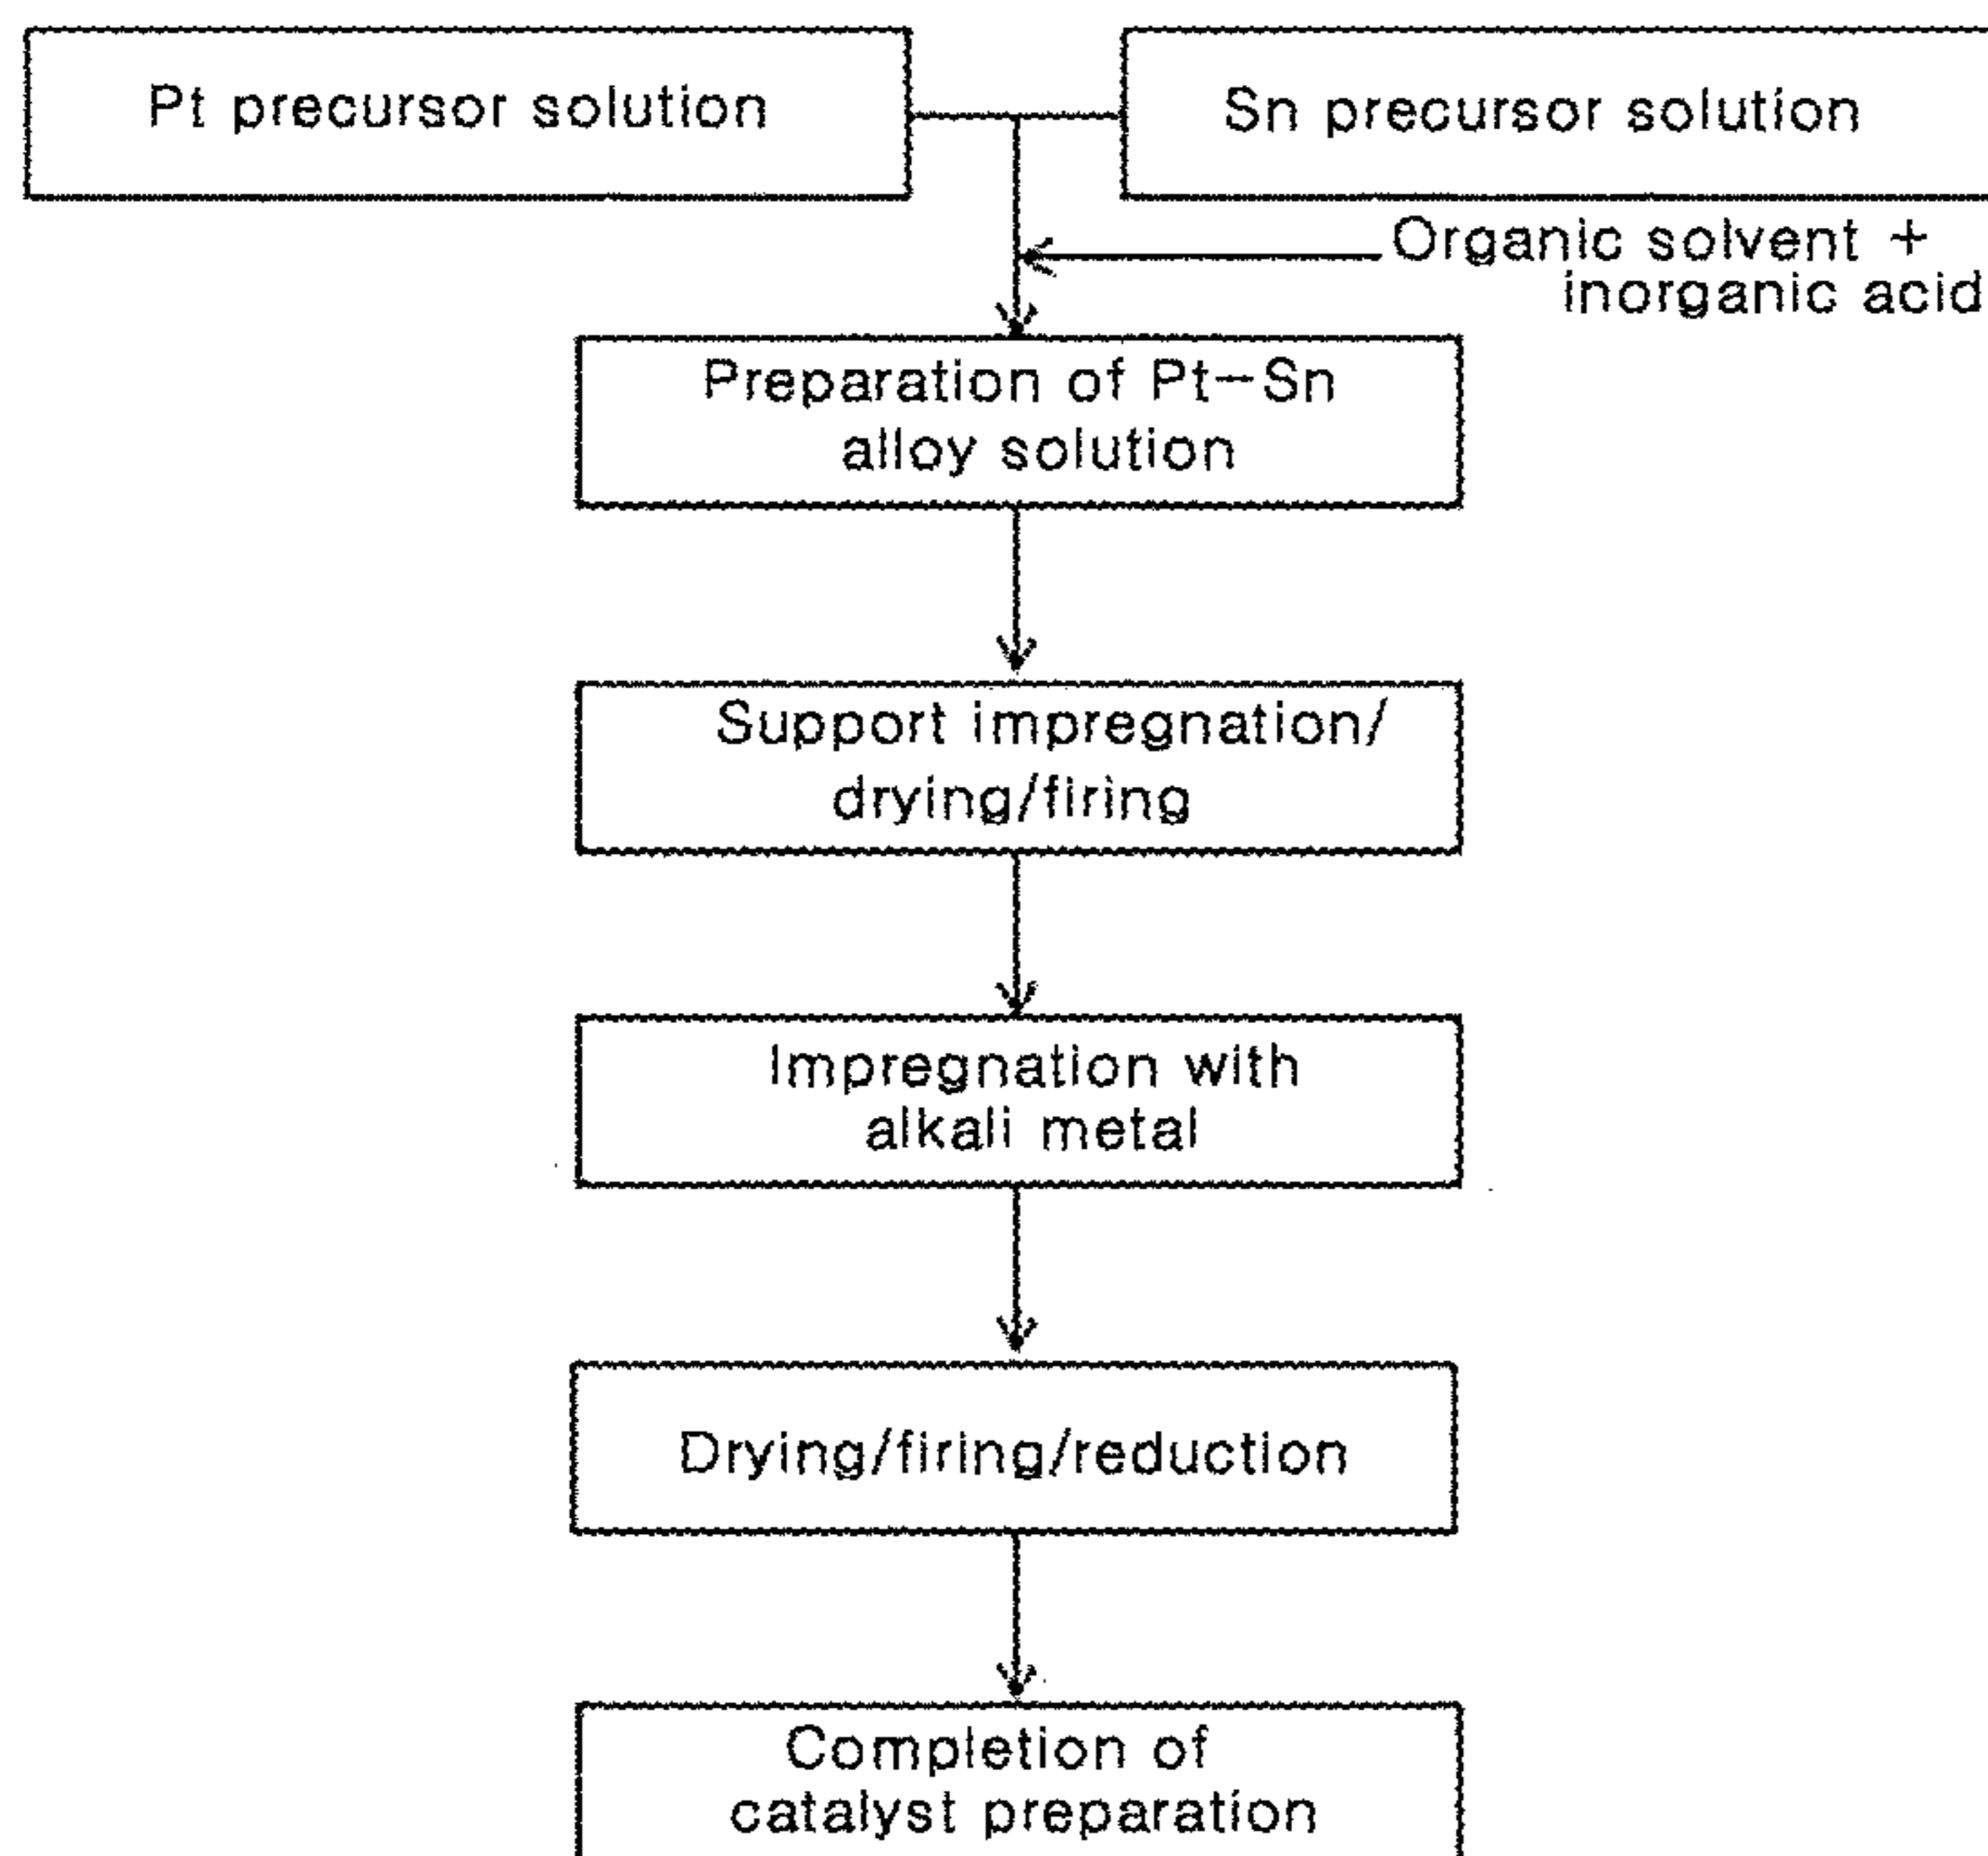 Pt precursor solution
Sn precursor solution
Organic solvent +
inorganic acid
Preparation of Pt-Sn
alloy solution
Support impregnation/
drying/firing
Impregnation with
alkali metal
Drying/firing/reduction
Completion of
catalyst preparation